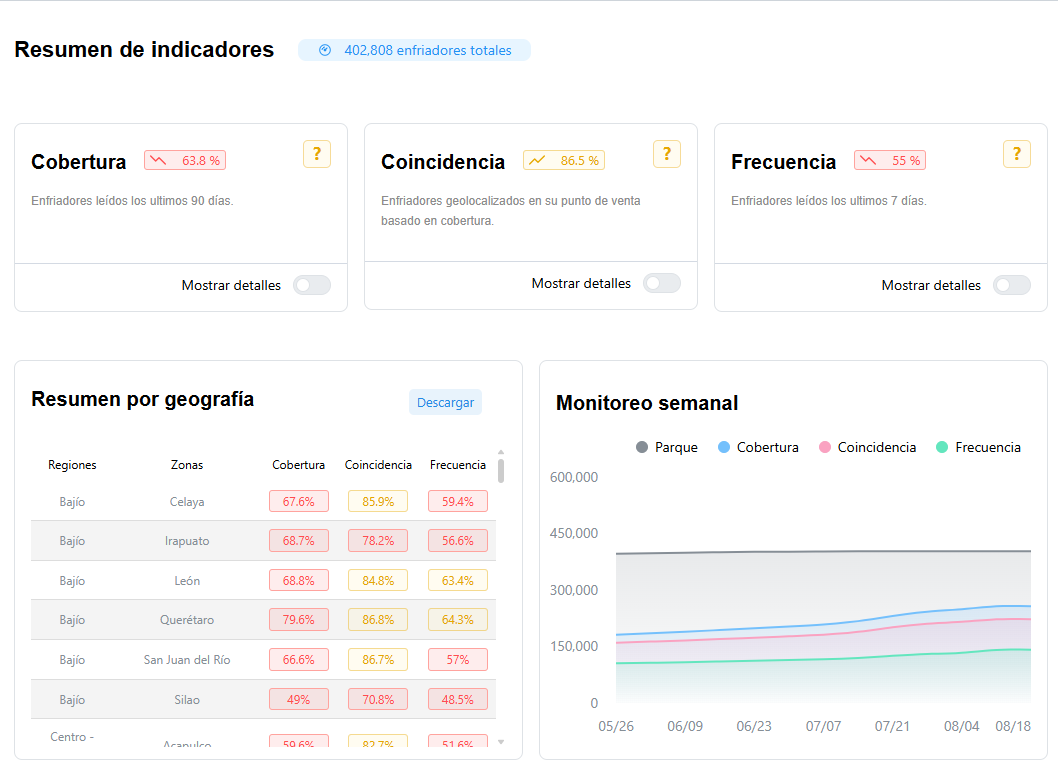 Resumen de indicadores
402,808 enfriadores totales
Cobertura 63.8 % ?
Enfriadores leídos los ultimos 90 días.
Mostrar detalles
Coincidencia 86.5 % ?
Enfriadores geolocalizados en su punto de venta
basado en cobertura.
Mostrar detalles
Frecuencia 55 % ?
Enfriadores leídos los ultimos 7 días.
Mostrar detalles
Resumen por geografía
Descargar
Regiones Zonas Cobertura Coincidencia Frecuencia
Bajío Celaya 67.6% 85.9% 59.4%
Bajío Irapuato 68.7% 78.2% 56.6%
Bajío León 68.8% 84.8% 63.4%
Bajío Querétaro 79.6% 86.8% 64.3%
Bajío San Juan del Río 66.6% 86.7% 57%
Bajío Silao 49% 70.8% 48.5%
Centro - Acapulco 59.6% 82.7% 51.6%
Monitoreo semanal
Parque Cobertura Coincidencia Frecuencia
600,000
450,000
300,000
150,000
0
05/26 06/09 06/23 07/07 07/21 08/04 08/18